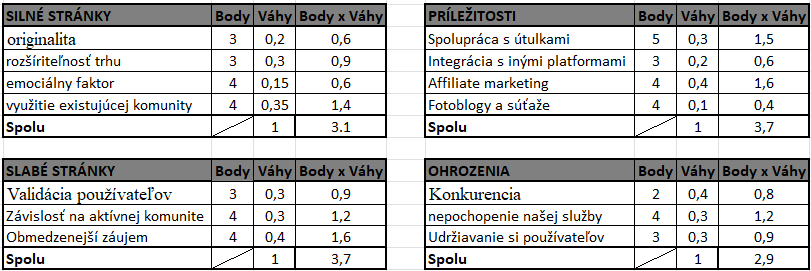 SILNÉ STRÁNKY Body Váhy Body x Váhy
originalita 3 0,2 0,6
rozšíriteľnosť trhu 3 0,3 0,9
emociálny faktor 4 0,15 0,6
využitie existujúcej komunity 4 0,35 1,4
Spolu 1 3.1
PRÍLEŽITOSTI Body Váhy Body x Váhy
Spolupráca s útulkami 5 0,3 1,5
Integrácia s inými platformami 3 0,2 0,6
Affiliate marketing 4 0,4 1,6
Fotoblogy a súťaže 4 0,1 0,4
Spolu 1 3,7
SLABÉ STRÁNKY Body Váhy Body x Váhy
Validácia používateľov 3 0,3 0,9
Závislosť na aktívnej komunite 4 0,3 1,2
Obmedzenejší záujem 4 0,4 1,6
Spolu 1 3,7
OHROZENIA Body Váhy Body x Váhy
Konkurencia 2 0,4 0,8
nepochopenie našej služby 4 0,3 1,2
Udržiavanie si používateľov 3 0,3 0,9
Spolu 1 2,9